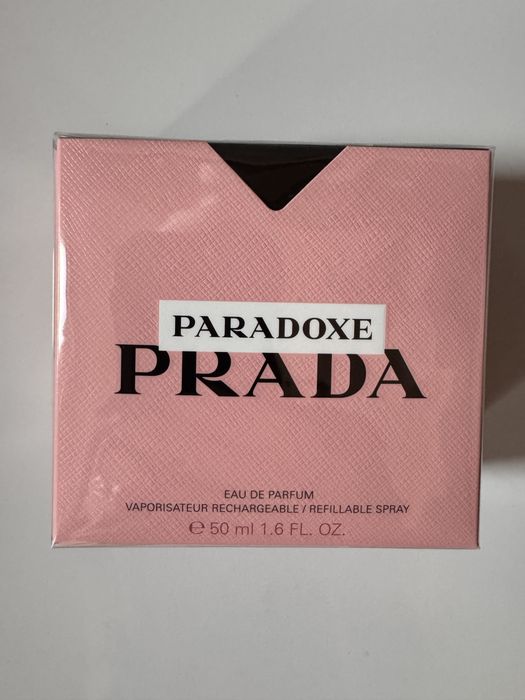 PARADOXE
PRADA
EAU DE PARFUM
VAPORISATEUR RECHARGEABLE / REFILLABLE SPRAY
℮ 50 ml 1.6 FL. OZ.